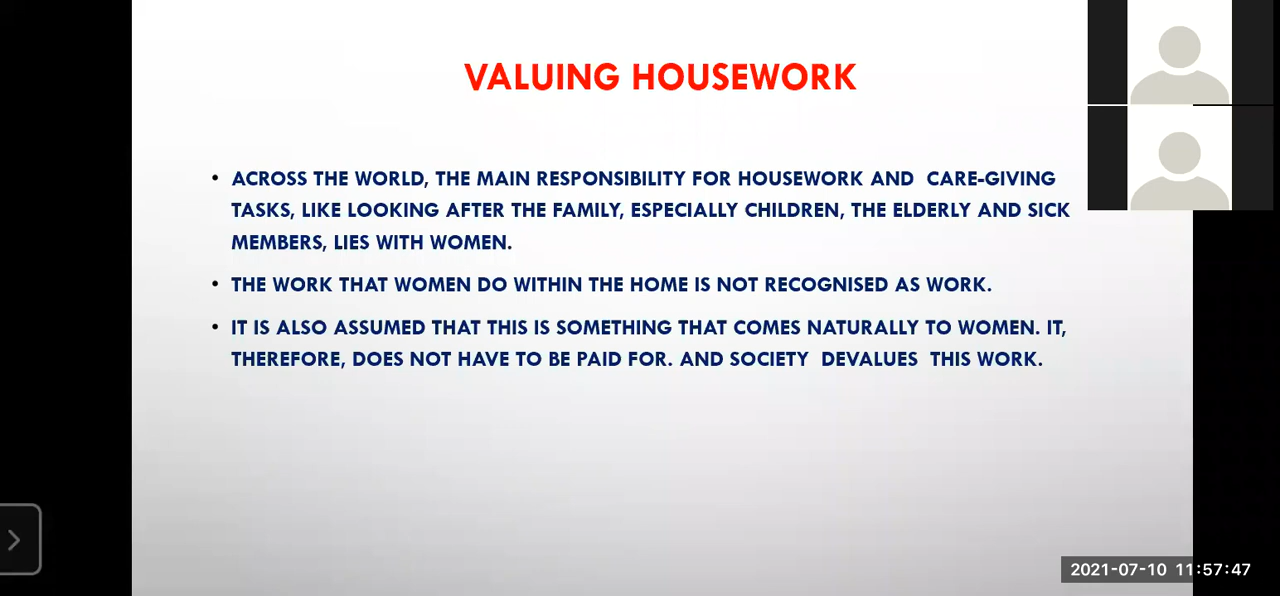 VALUING HOUSEWORK
• ACROSS THE WORLD, THE MAIN RESPONSIBILITY FOR HOUSEWORK AND CARE-GIVING
TASKS, LIKE LOOKING AFTER THE FAMILY, ESPECIALLY CHILDREN, THE ELDERLY AND SICK
MEMBERS, LIES WITH WOMEN.
• THE WORK THAT WOMEN DO WITHIN THE HOME IS NOT RECOGNISED AS WORK.
• IT IS ALSO ASSUMED THAT THIS IS SOMETHING THAT COMES NATURALLY TO WOMEN. IT,
THEREFORE, DOES NOT HAVE TO BE PAID FOR. AND SOCIETY DEVALUES THIS WORK.
2021-07-10 11:57:47